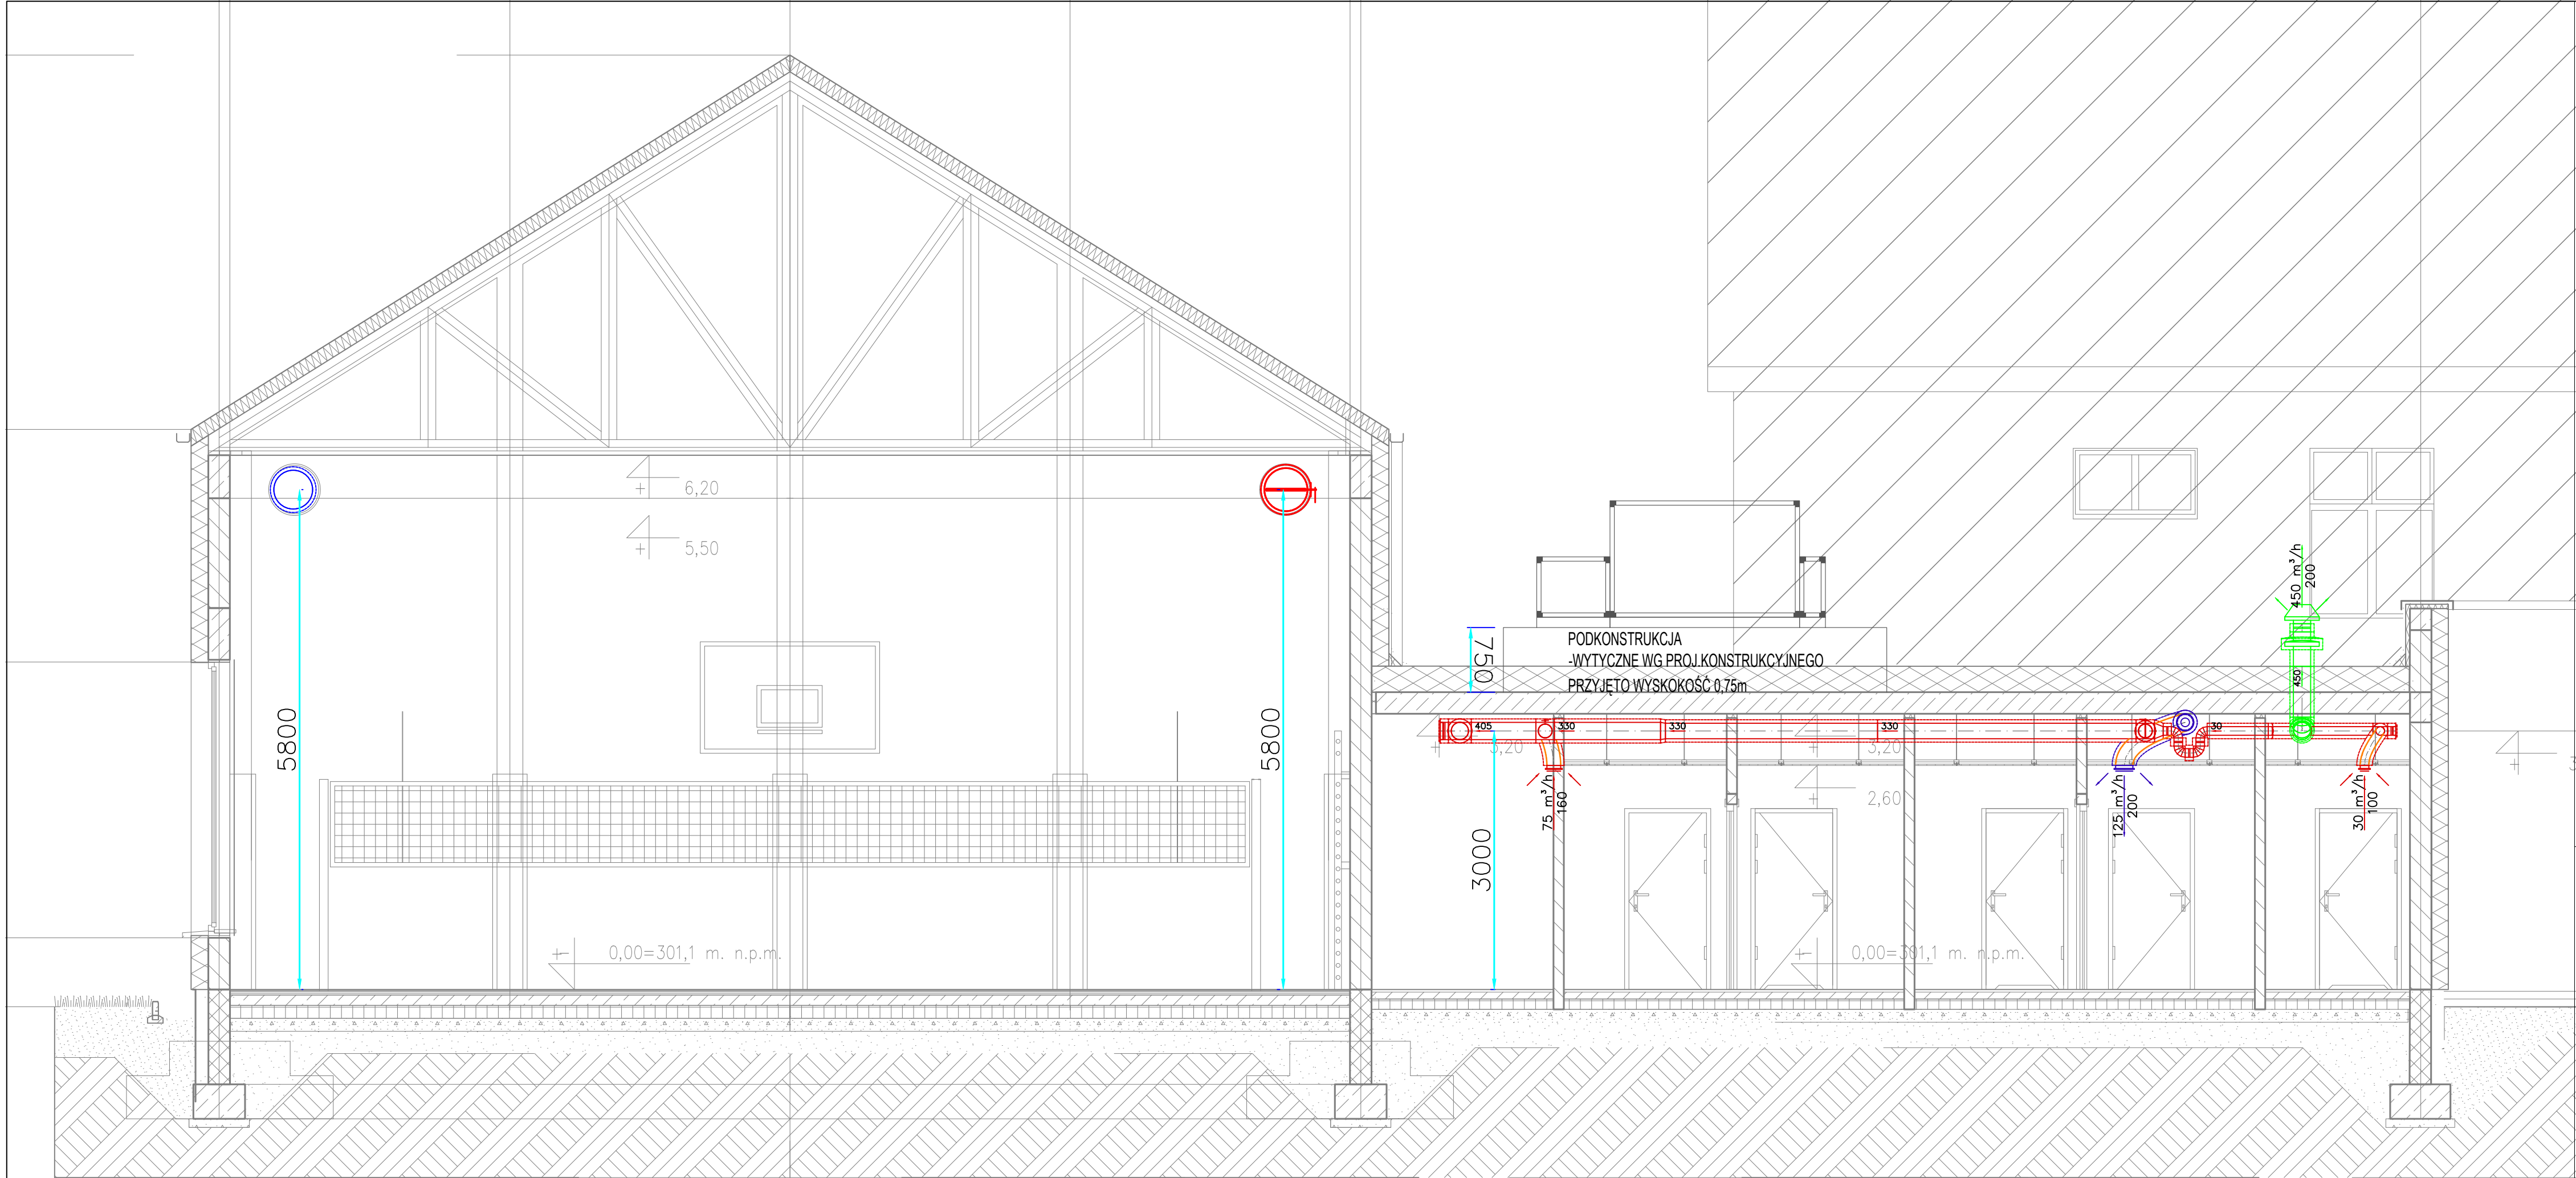 6,20
5,50
5800
5800
0,00=301,1 m. n.p.m.
750
PODKONSTRUKCJA
-WYTYCZNE WG PROJ.KONSTRUKCYJNEGO
PRZYJĘTO WYSKOKOŚĆ 0,75m
450 m³/h
200
450
405
330
330
330
30
3,20
3,20
2,60
75 m³/h
160
125 m³/h
200
30 m³/h
100
3000
0,00=301,1 m. n.p.m.